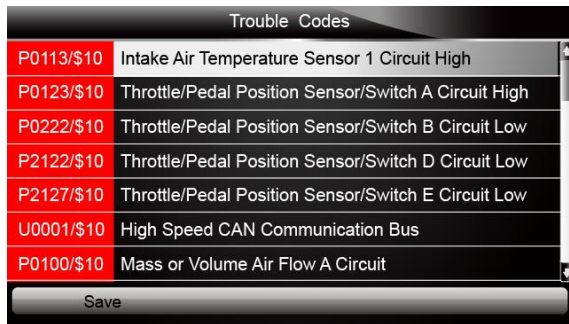 Trouble Codes
P0113/$10 Intake Air Temperature Sensor 1 Circuit High
P0123/$10 Throttle/Pedal Position Sensor/Switch A Circuit High
P0222/$10 Throttle/Pedal Position Sensor/Switch B Circuit Low
P2122/$10 Throttle/Pedal Position Sensor/Switch D Circuit Low
P2127/$10 Throttle/Pedal Position Sensor/Switch E Circuit Low
U0001/$10 High Speed CAN Communication Bus
P0100/$10 Mass or Volume Air Flow A Circuit
Save